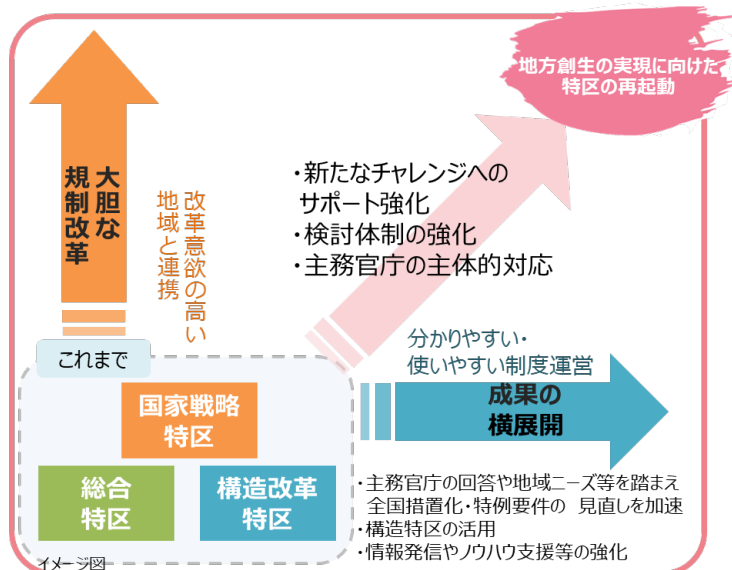 地方創生の実現に向けた
特区の再起動
大胆な
規制改革
改革意欲の高い
地域と連携
・新たなチャレンジへの
サポート強化
・検討体制の強化
・主務官庁の主体的対応
これまで
国家戦略
特区
総合
特区
構造改革
特区
イメージ図
分かりやすい・
使いやすい制度運営
成果の
横展開
・主務官庁の回答や地域ニーズ等を踏まえ
全国措置化・特例要件の 見直しを加速
・構造特区の活用
・情報発信やノウハウ支援等の強化